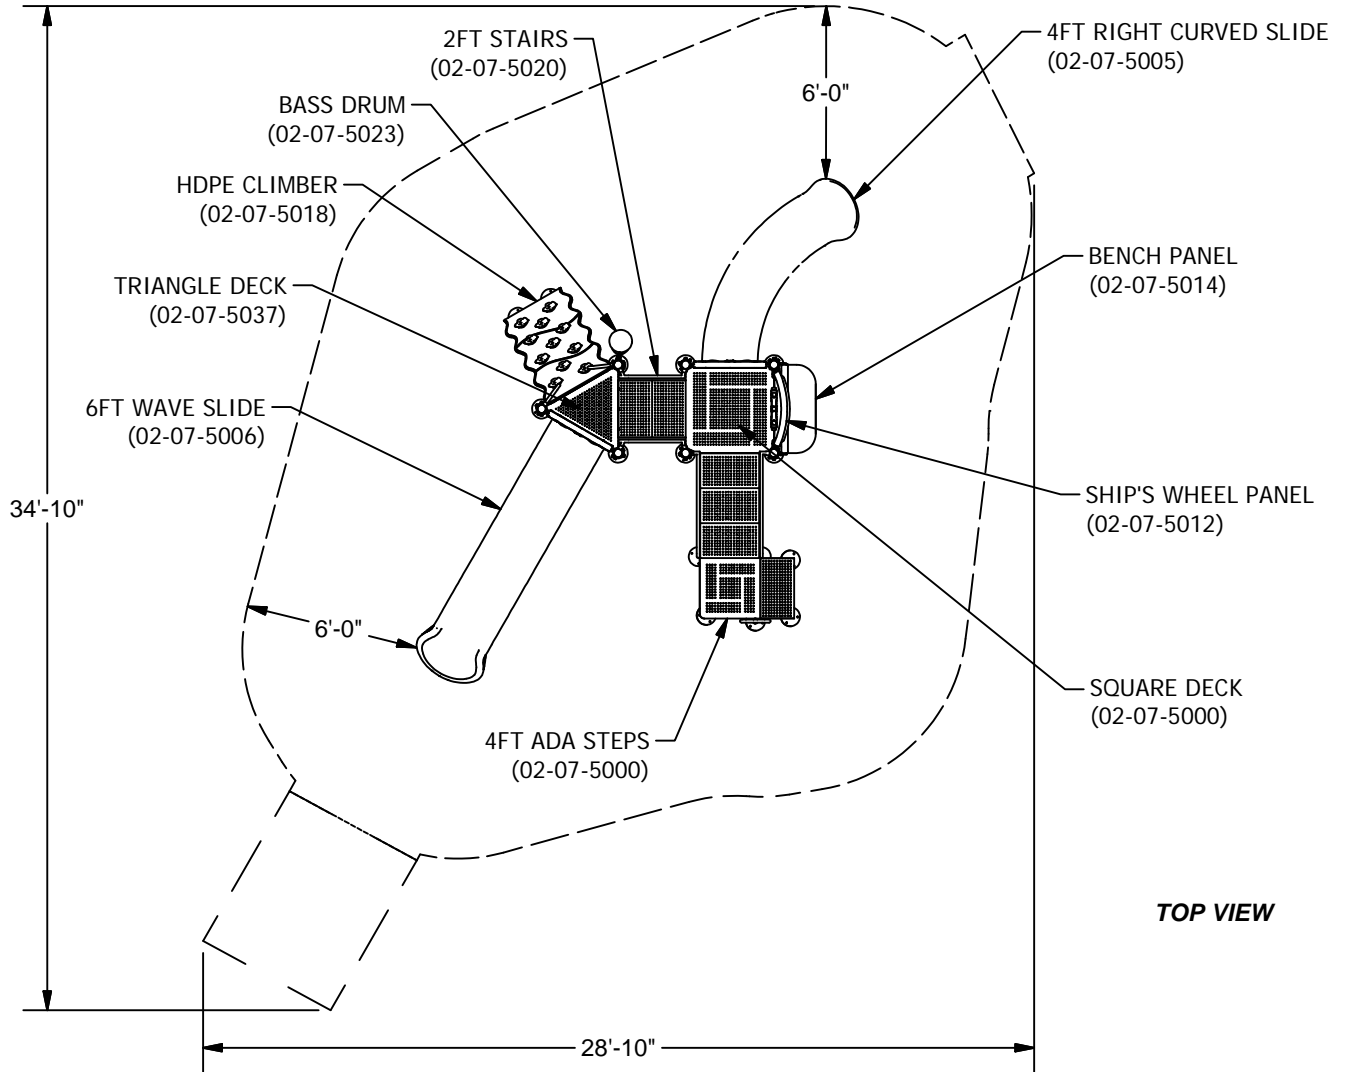 2FT STAIRS
(02-07-5020)
4FT RIGHT CURVED SLIDE
(02-07-5005)
6'-0"
BASS DRUM
(02-07-5023)
HDPE CLIMBER
(02-07-5018)
BENCH PANEL
(02-07-5014)
TRIANGLE DECK
(02-07-5037)
6FT WAVE SLIDE
(02-07-5006)
34'-10"
SHIP'S WHEEL PANEL
(02-07-5012)
6'-0"
SQUARE DECK
(02-07-5000)
4FT ADA STEPS
(02-07-5000)
TOP VIEW
28'-10"